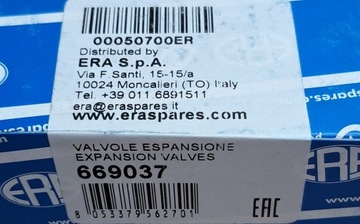 00050700ER
Distributed by
ERA S.p.A.
Via F. Santi, 15-15/a
10024 Moncalieri (TO) Italy
Tel. +39 011.6891511
era@eraspares.it
www.eraspares.com
VALVOLE ESPANSIONE
EXPANSION VALVES
669037
EAC
8 053379 562701
ERA